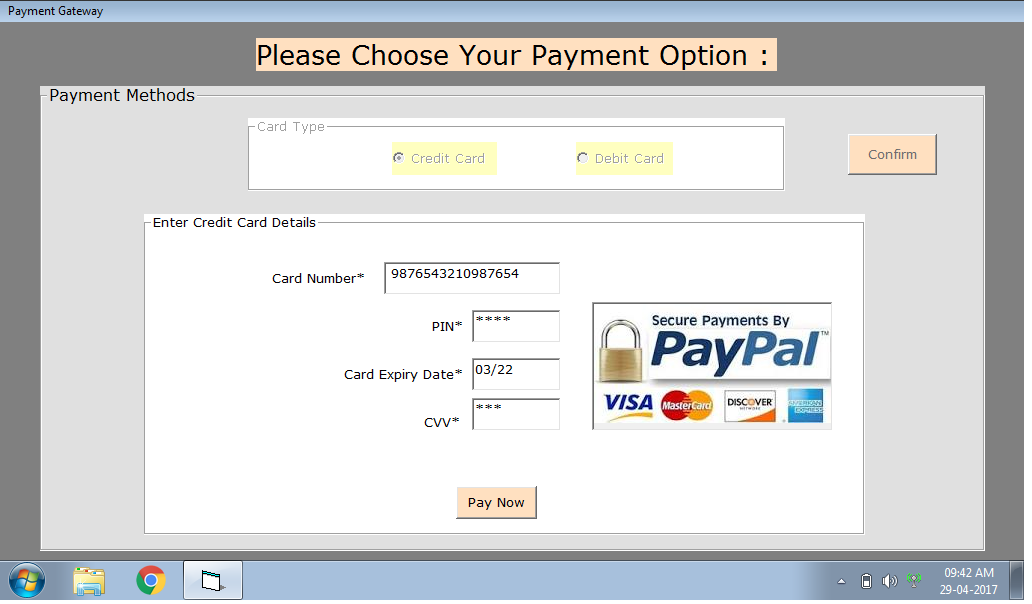 Payment Gateway
Please Choose Your Payment Option :
Payment Methods
Card Type
Credit Card
Debit Card
Confirm
Enter Credit Card Details
Card Number*
9876543210987654
PIN*
****
Card Expiry Date*
03/22
CVV*
***
Secure Payments By
PayPal™
VISA
MasterCard
DISCOVER
NETWORK
AMERICAN
EXPRESS
Pay Now
09:42 AM
29-04-2017